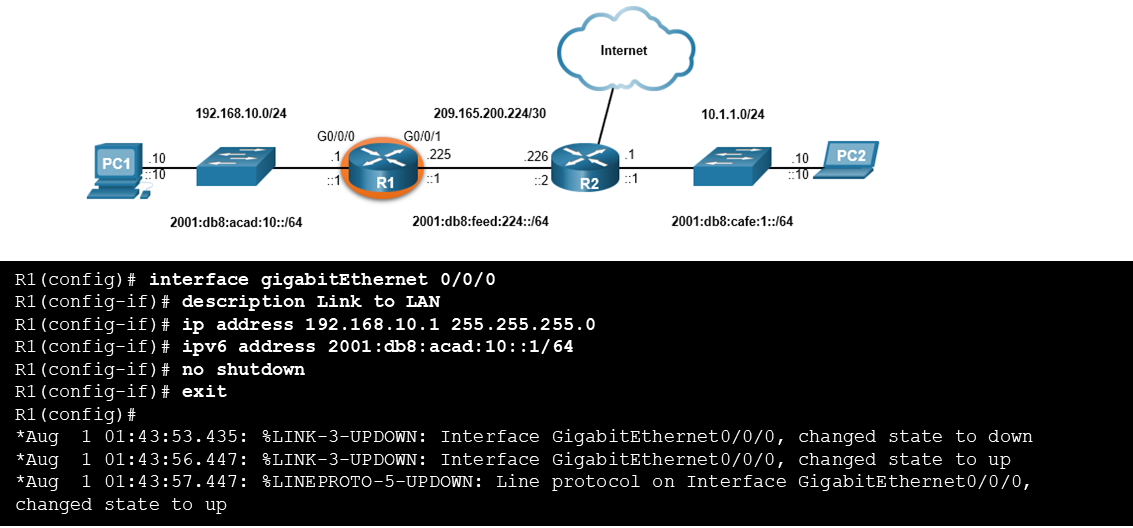 Internet
192.168.10.0/24
209.165.200.224/30
10.1.1.0/24
G0/0/0
G0/0/1
PC1
.10
::10
.1
::1
R1
.225
::1
.226
::2
R2
.1
::1
.10
::10
PC2
2001:db8:acad:10::/64
2001:db8:feed:224::/64
2001:db8:cafe:1::/64
R1(config)# interface gigabitEthernet 0/0/0
R1(config-if)# description Link to LAN
R1(config-if)# ip address 192.168.10.1 255.255.255.0
R1(config-if)# ipv6 address 2001:db8:acad:10::1/64
R1(config-if)# no shutdown
R1(config-if)# exit
R1(config)#
*Aug  1 01:43:53.435: %LINK-3-UPDOWN: Interface GigabitEthernet0/0/0, changed state to down
*Aug  1 01:43:56.447: %LINK-3-UPDOWN: Interface GigabitEthernet0/0/0, changed state to up
*Aug  1 01:43:57.447: %LINEPROTO-5-UPDOWN: Line protocol on Interface GigabitEthernet0/0/0,
changed state to up